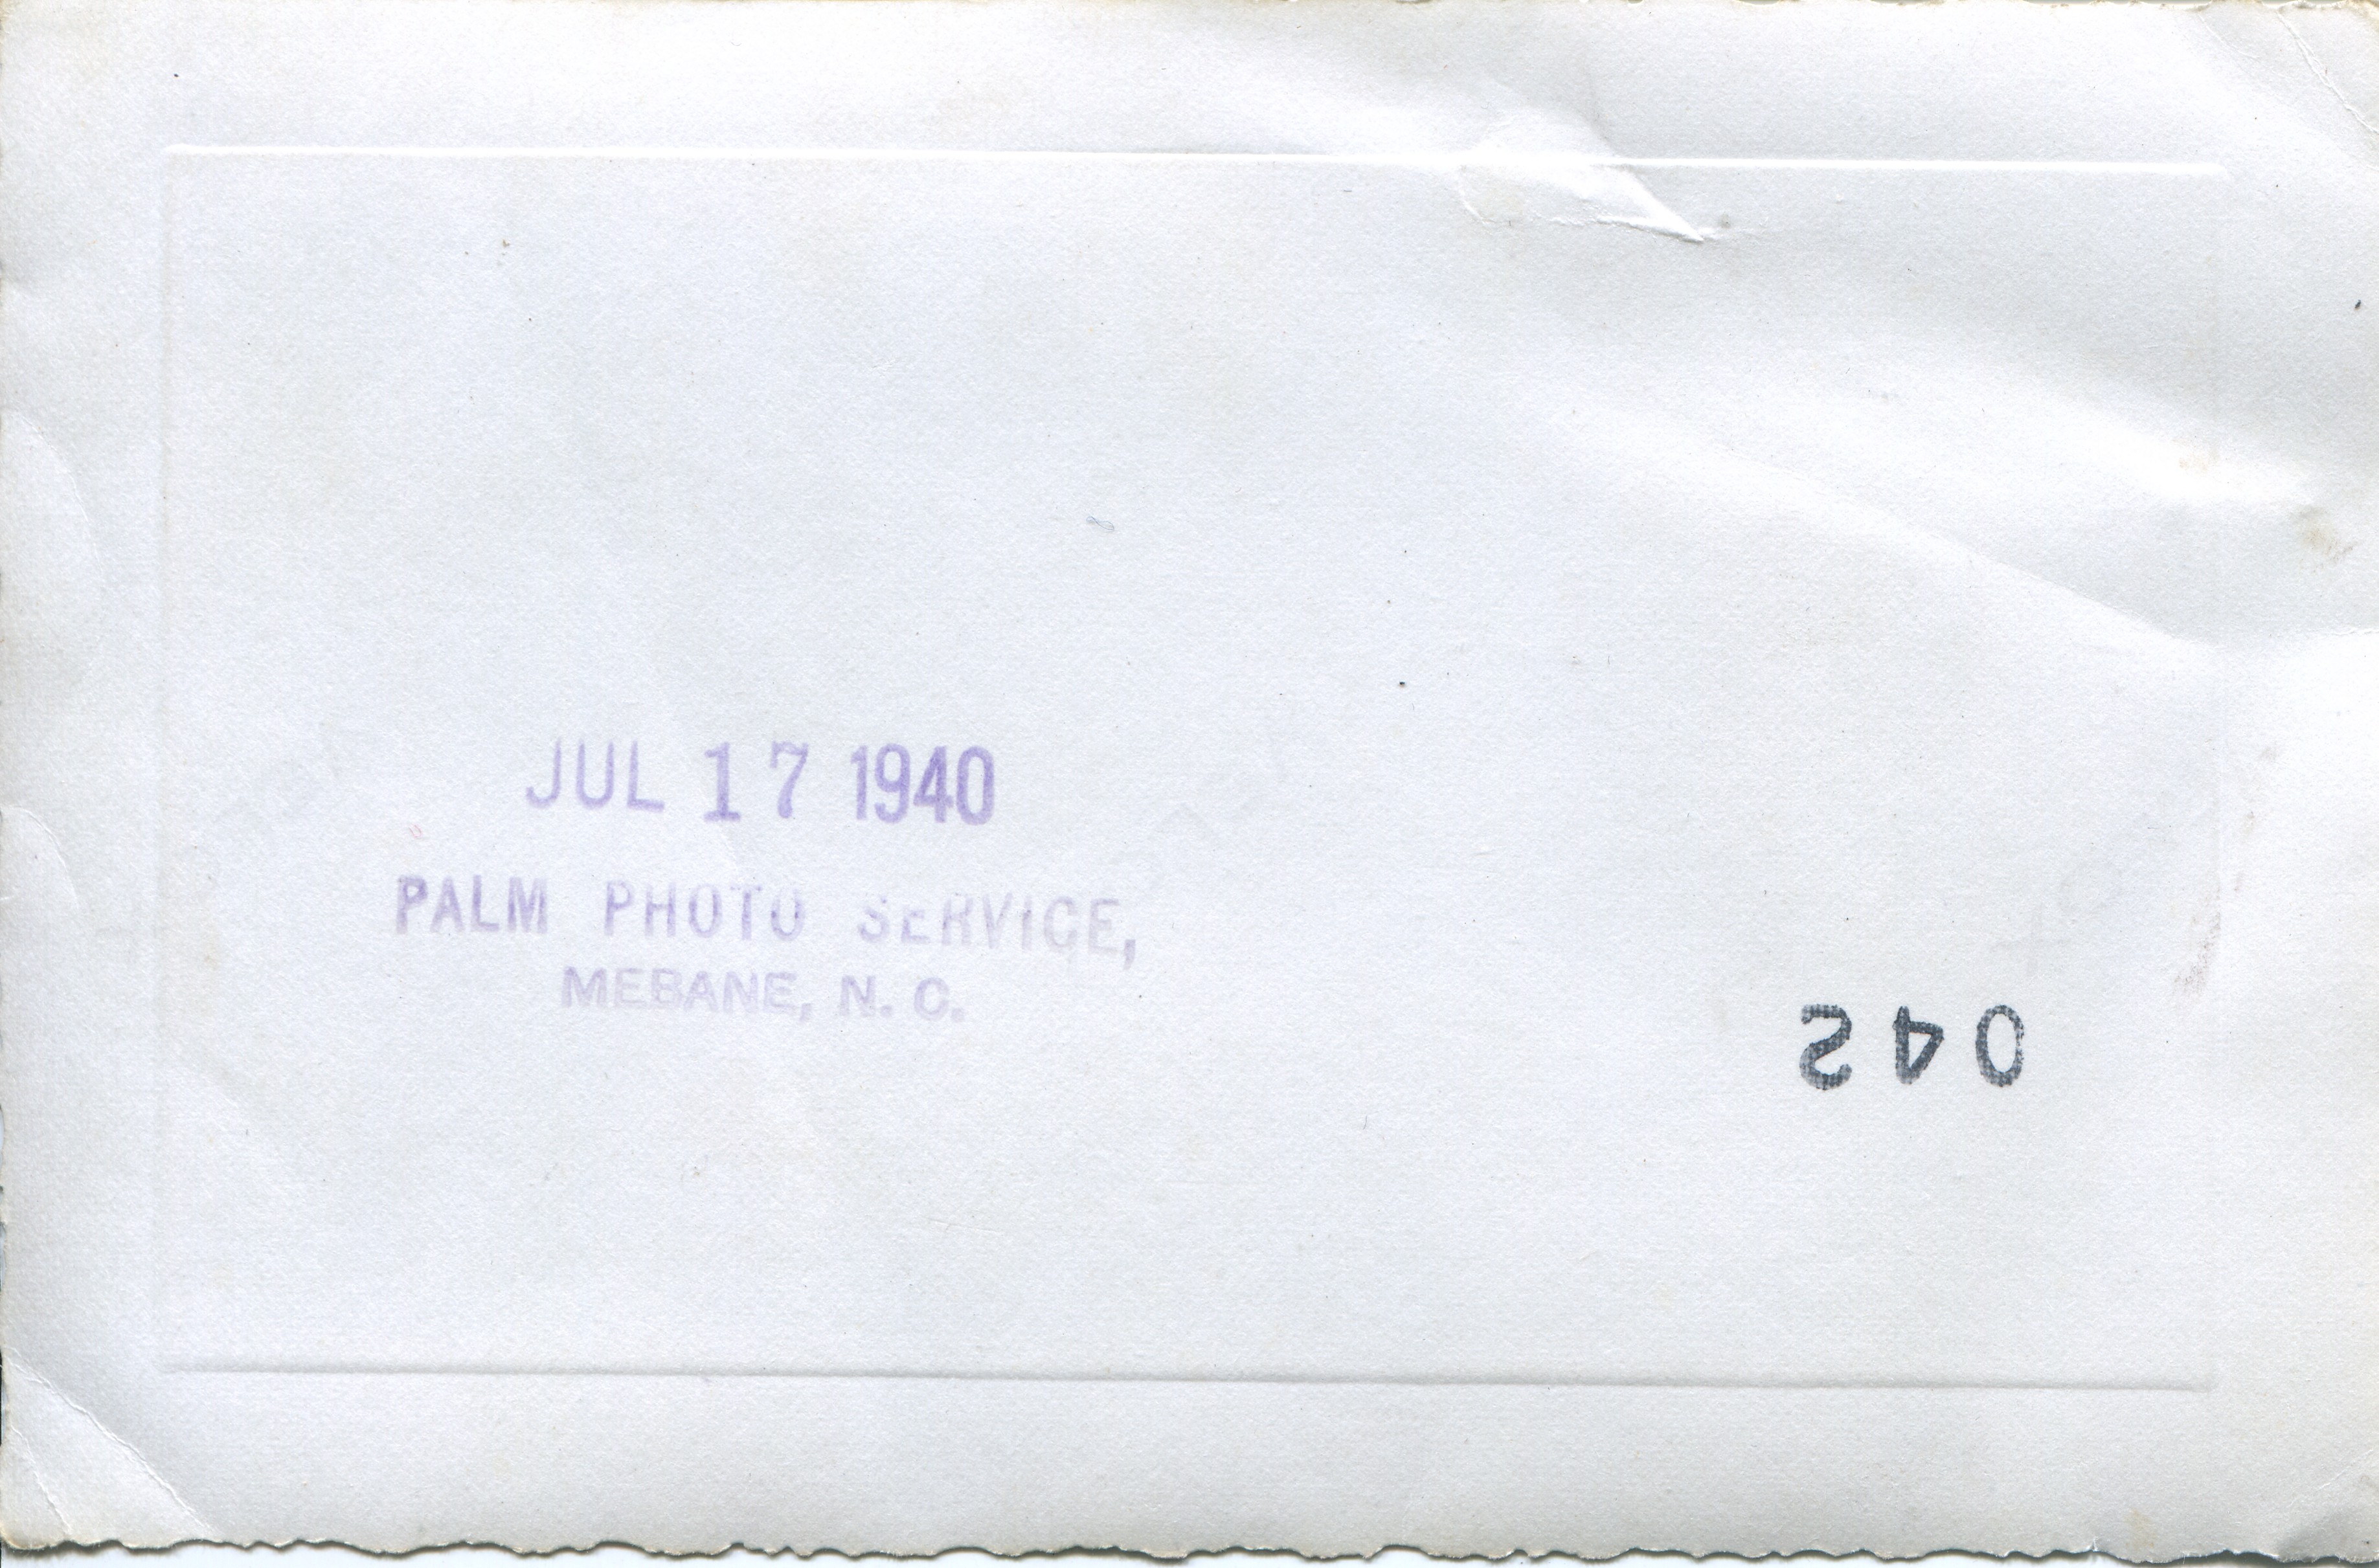 JUL 17 1940
PALM PHOTO SERVICE,
MEBANE, N. C.
042